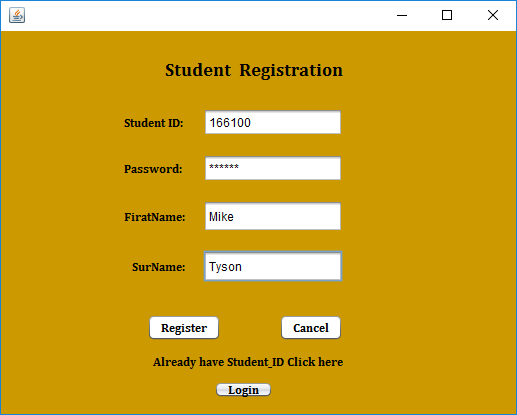 Student Registration
Student ID: 166100
Password: ******
FiratName: Mike
SurName: Tyson
Register Cancel
Already have Student_ID Click here
Login